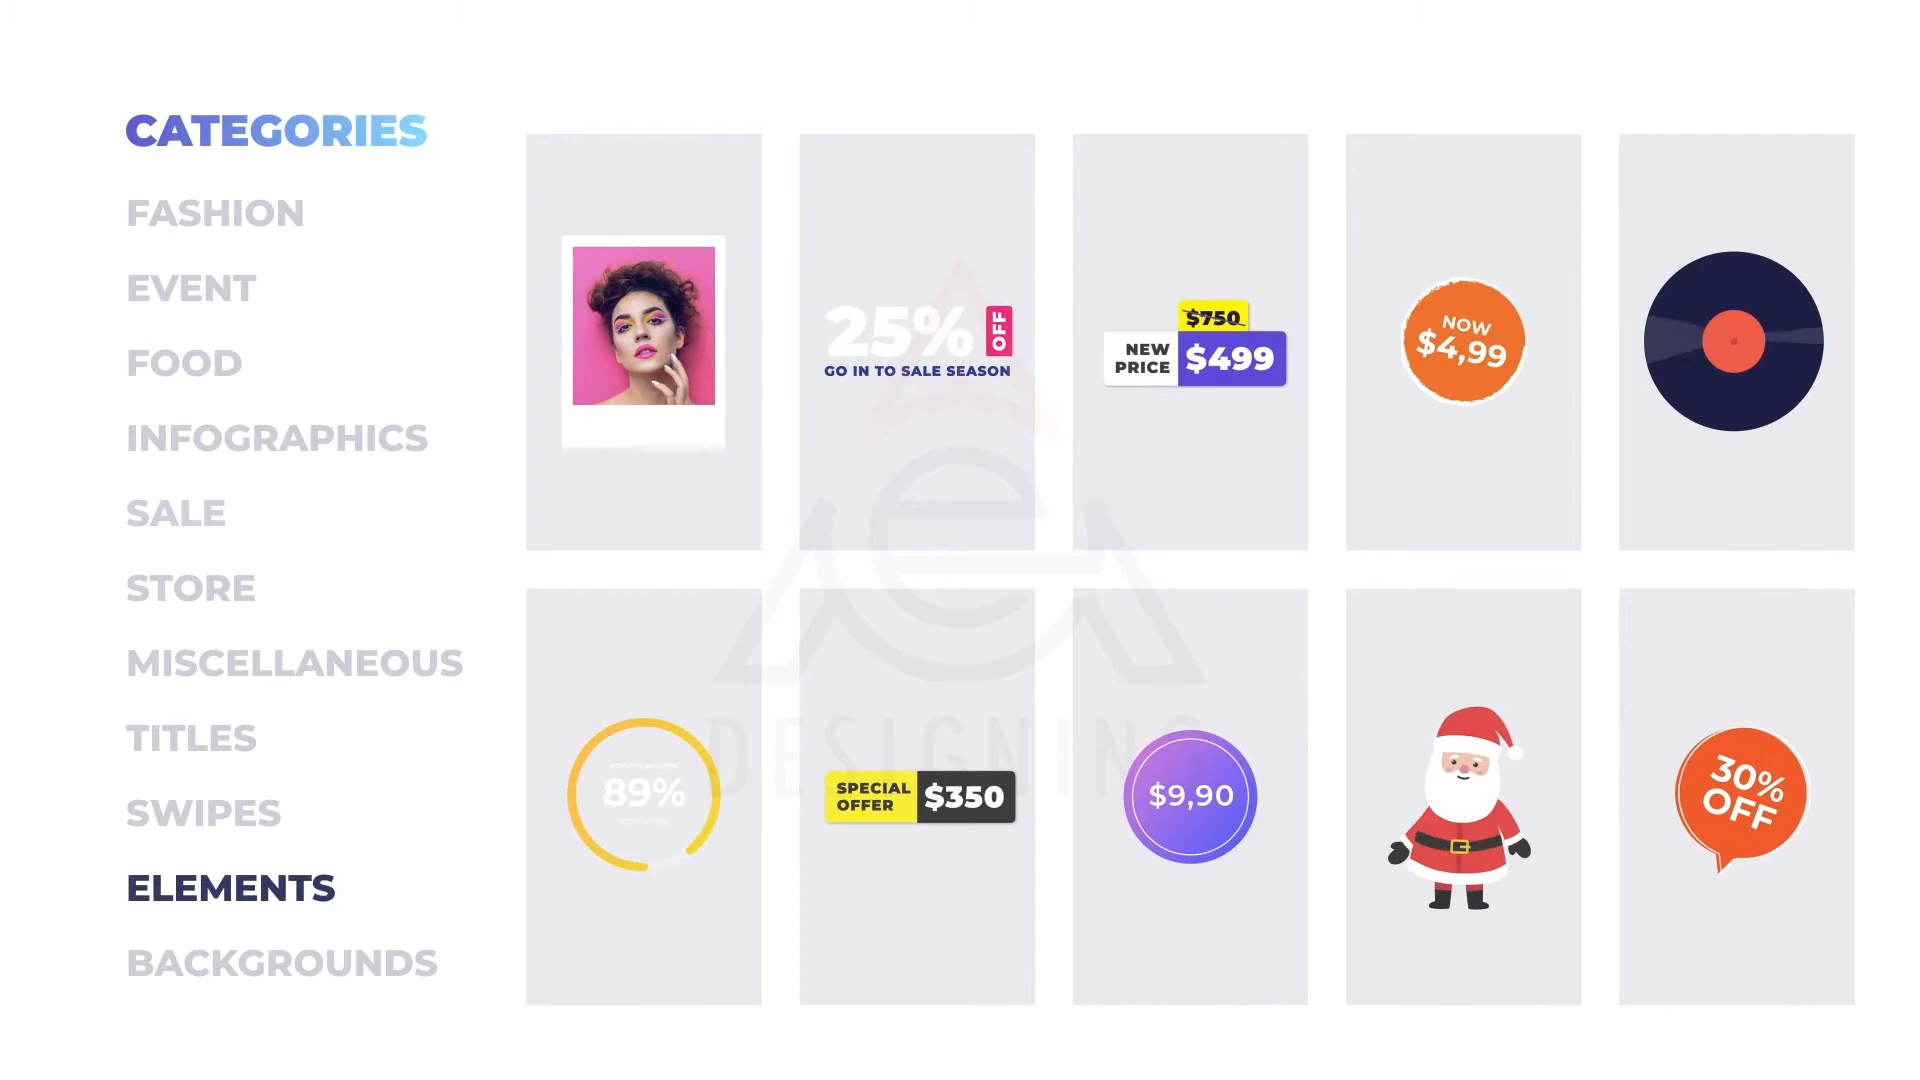 CATEGORIES
FASHION
EVENT
FOOD
INFOGRAPHICS
SALE
STORE
MISCELLANEOUS
TITLES
SWIPES
ELEMENTS
BACKGROUNDS
25% OFF
GO IN TO SALE SEASON
$750
NEW
PRICE
$499
NOW
$4,99
89%
SPECIAL
OFFER
$350
$9,90
30%
OFF
DESIGNING